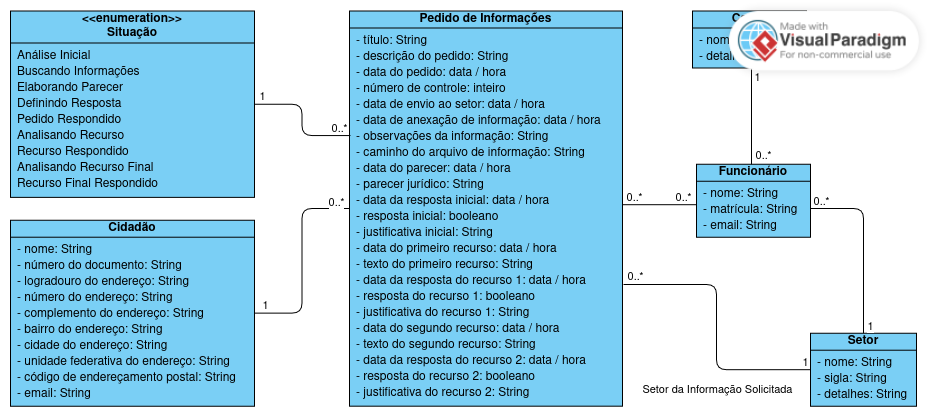 <<enumeration>>
Situação
Análise Inicial
Buscando Informações
Elaborando Parecer
Definindo Resposta
Pedido Respondido
Analisando Recurso
Recurso Respondido
Analisando Recurso Final
Recurso Final Respondido
1
0..*
Cidadão
- nome: String
- número do documento: String
- logradouro do endereço: String
- número do endereço: String
- complemento do endereço: String
- bairro do endereço: String
- cidade do endereço: String
- unidade federativa do endereço: String
- código de endereçamento postal: String
- email: String
1
0..*
Pedido de Informações
- título: String
- descrição do pedido: String
- data do pedido: data / hora
- número de controle: inteiro
- data de envio ao setor: data / hora
- data de anexação de informação: data / hora
- observações da informação: String
- caminho do arquivo de informação: String
- data do parecer: data / hora
- parecer jurídico: String
- data da resposta inicial: data / hora
- resposta inicial: booleano
- justificativa inicial: String
- data do primeiro recurso: data / hora
- texto do primeiro recurso: String
- data da resposta do recurso 1: data / hora
- resposta do recurso 1: booleano
- justificativa do recurso 1: String
- data do segundo recurso: data / hora
- texto do segundo recurso: String
- data da resposta do recurso 2: data / hora
- resposta do recurso 2: booleano
- justificativa do recurso 2: String
0..*
0..*
Made with
VisualParadigm
For non-commercial use
1
0..*
Funcionário
- nome: String
- matrícula: String
- email: String
0..*
1
0..*
1
Setor da Informação Solicitada
Setor
- nome: String
- sigla: String
- detalhes: String